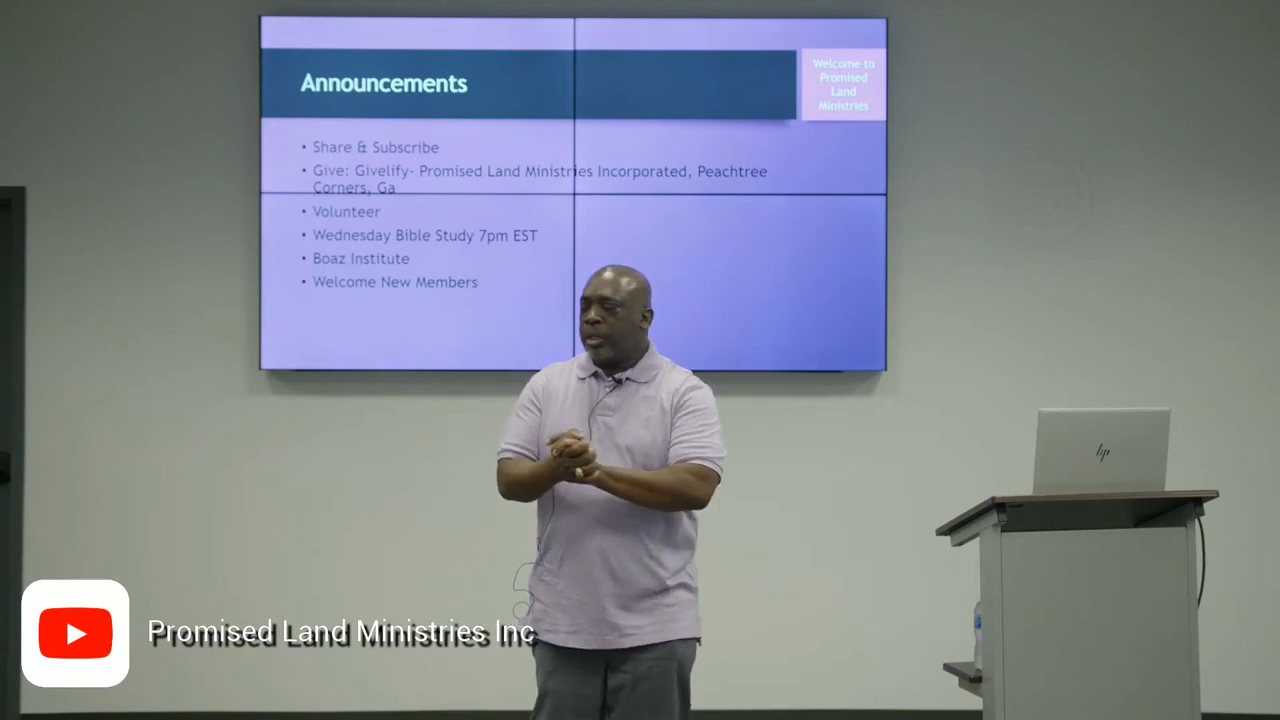 Announcements
Welcome to
Promised
Land
Ministries
• Share & Subscribe
• Give: Givelify- Promised Land Ministries Incorporated, Peachtree
Corners, Ga
• Volunteer
• Wednesday Bible Study 7pm EST
• Boaz Institute
• Welcome New Members
hp
Promised Land Ministries Inc